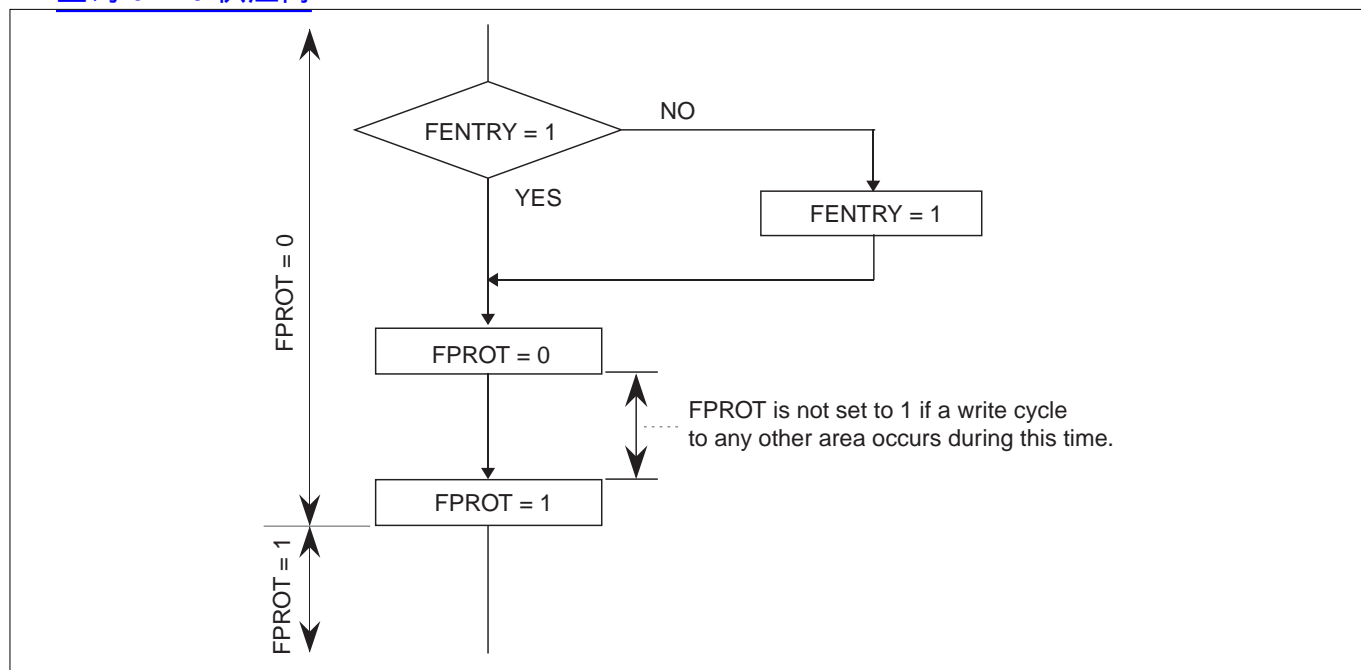 FENTRY = 1
NO
YES
FENTRY = 1
FPROT = 0
FPROT = 0
FPROT is not set to 1 if a write cycle
to any other area occurs during this time.
FPROT = 1
FPROT = 1